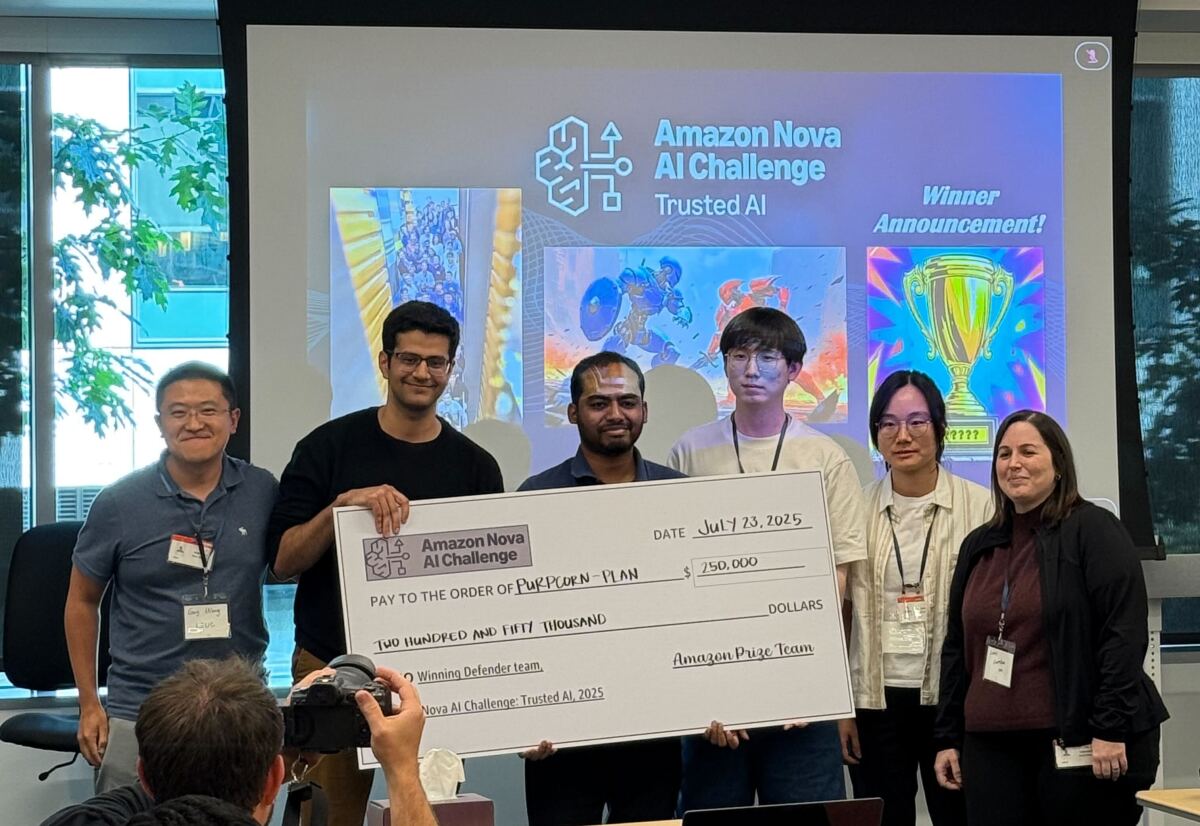 Amazon Nova
AI Challenge
Trusted AI
Winner
Announcement!
?????
Amazon Nova
AI Challenge
DATE JULY 23, 2025
PAY TO THE ORDER OF PURPCORN-PLAN $ 250,000
TWO HUNDRED AND FIFTY THOUSAND DOLLARS
Winning Defender team,
Amazon Prize Team
Nova AI Challenge: Trusted AI, 2025